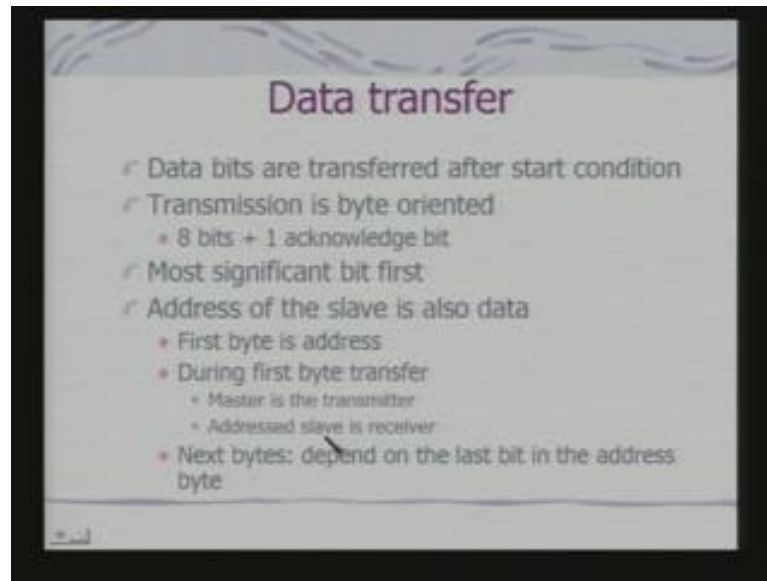 Data transfer
Data bits are transferred after start condition
Transmission is byte oriented
8 bits + 1 acknowledge bit
Most significant bit first
Address of the slave is also data
First byte is address
During first byte transfer
Master is the transmitter
Addressed slave is receiver
Next bytes: depend on the last bit in the address
byte